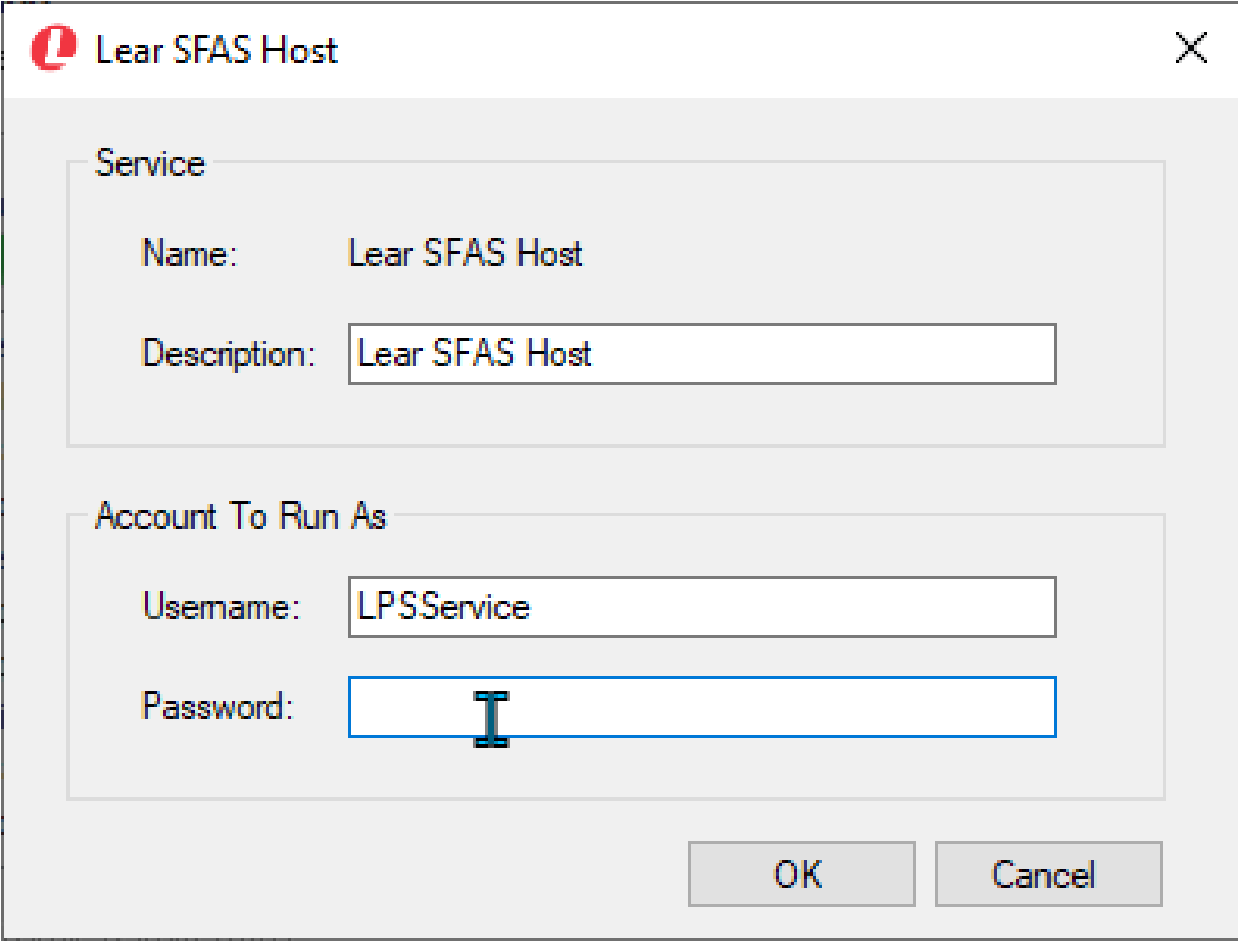 Lear SFAS Host
Service
Name: Lear SFAS Host
Description: Lear SFAS Host
Account To Run As
Username: LPSService
Password:
OK Cancel